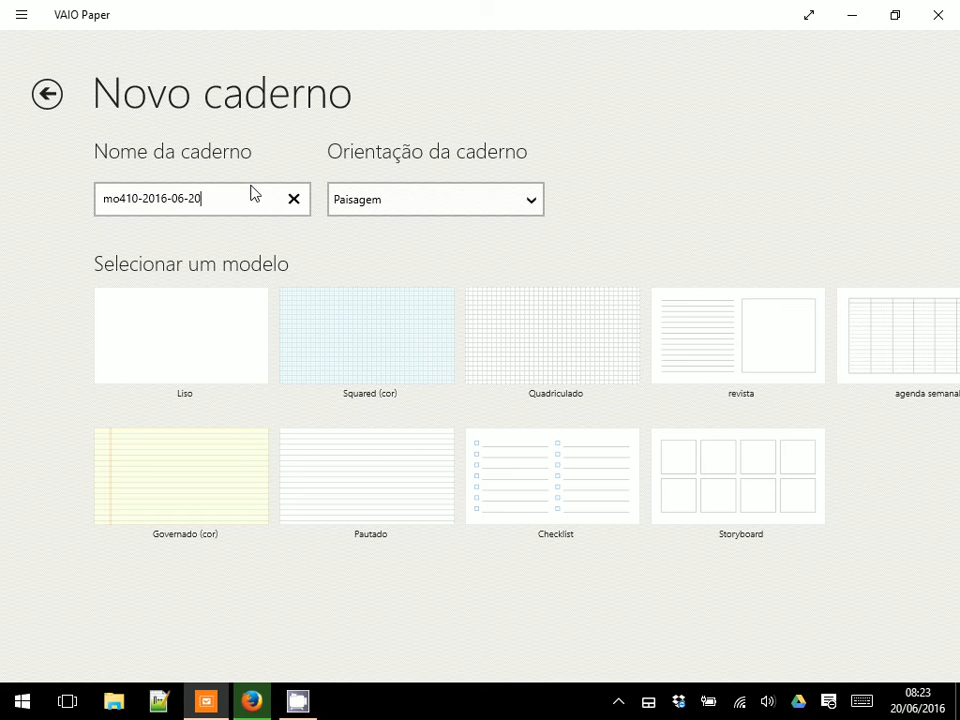 VAIO Paper
Novo caderno
Nome da caderno
Orientação da caderno
mo410-2016-06-20
Paisagem
Selecionar um modelo
Liso
Squared (cor)
Quadriculado
revista
agenda semanal
Governado (cor)
Pautado
Checklist
Storyboard
08:23
20/06/2016